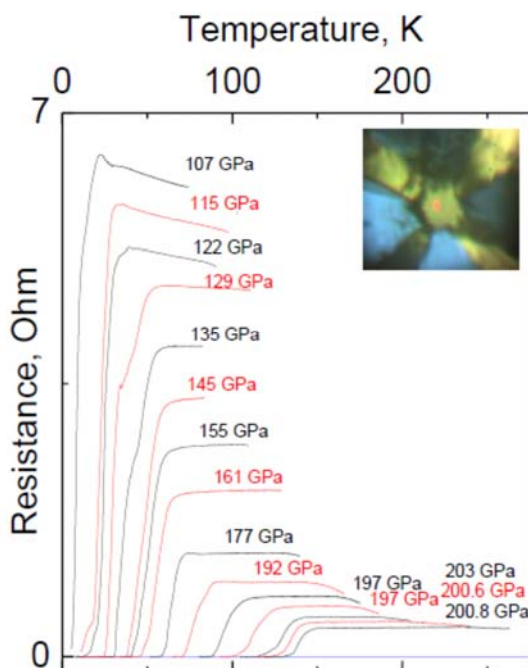 Temperature, K
0 100 200
7
107 GPa
115 GPa
122 GPa
129 GPa
135 GPa
145 GPa
155 GPa
161 GPa
177 GPa
192 GPa
203 GPa
197 GPa
200.6 GPa
197 GPa
200.8 GPa
Resistance, Ohm
0